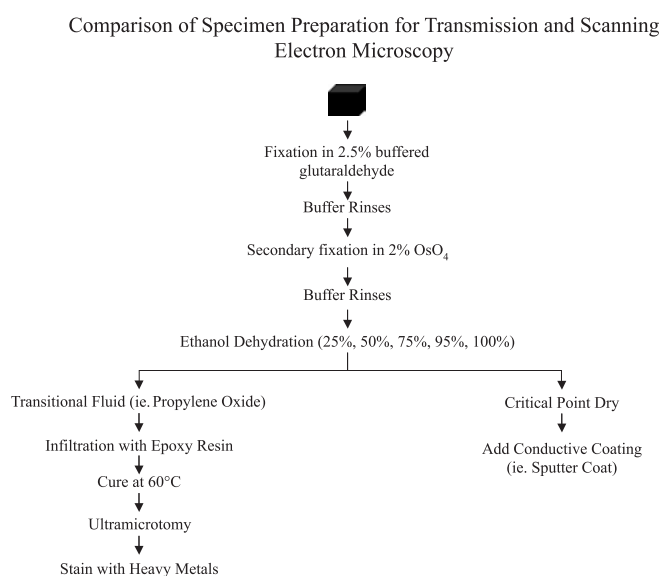 Comparison of Specimen Preparation for Transmission and Scanning
Electron Microscopy
Fixation in 2.5% buffered
glutaraldehyde
Buffer Rinses
Secondary fixation in 2% OsO₄
Buffer Rinses
Ethanol Dehydration (25%, 50%, 75%, 95%, 100%)
Transitional Fluid (ie. Propylene Oxide)
Infiltration with Epoxy Resin
Cure at 60°C
Ultramicrotomy
Stain with Heavy Metals
Critical Point Dry
Add Conductive Coating
(ie. Sputter Coat)